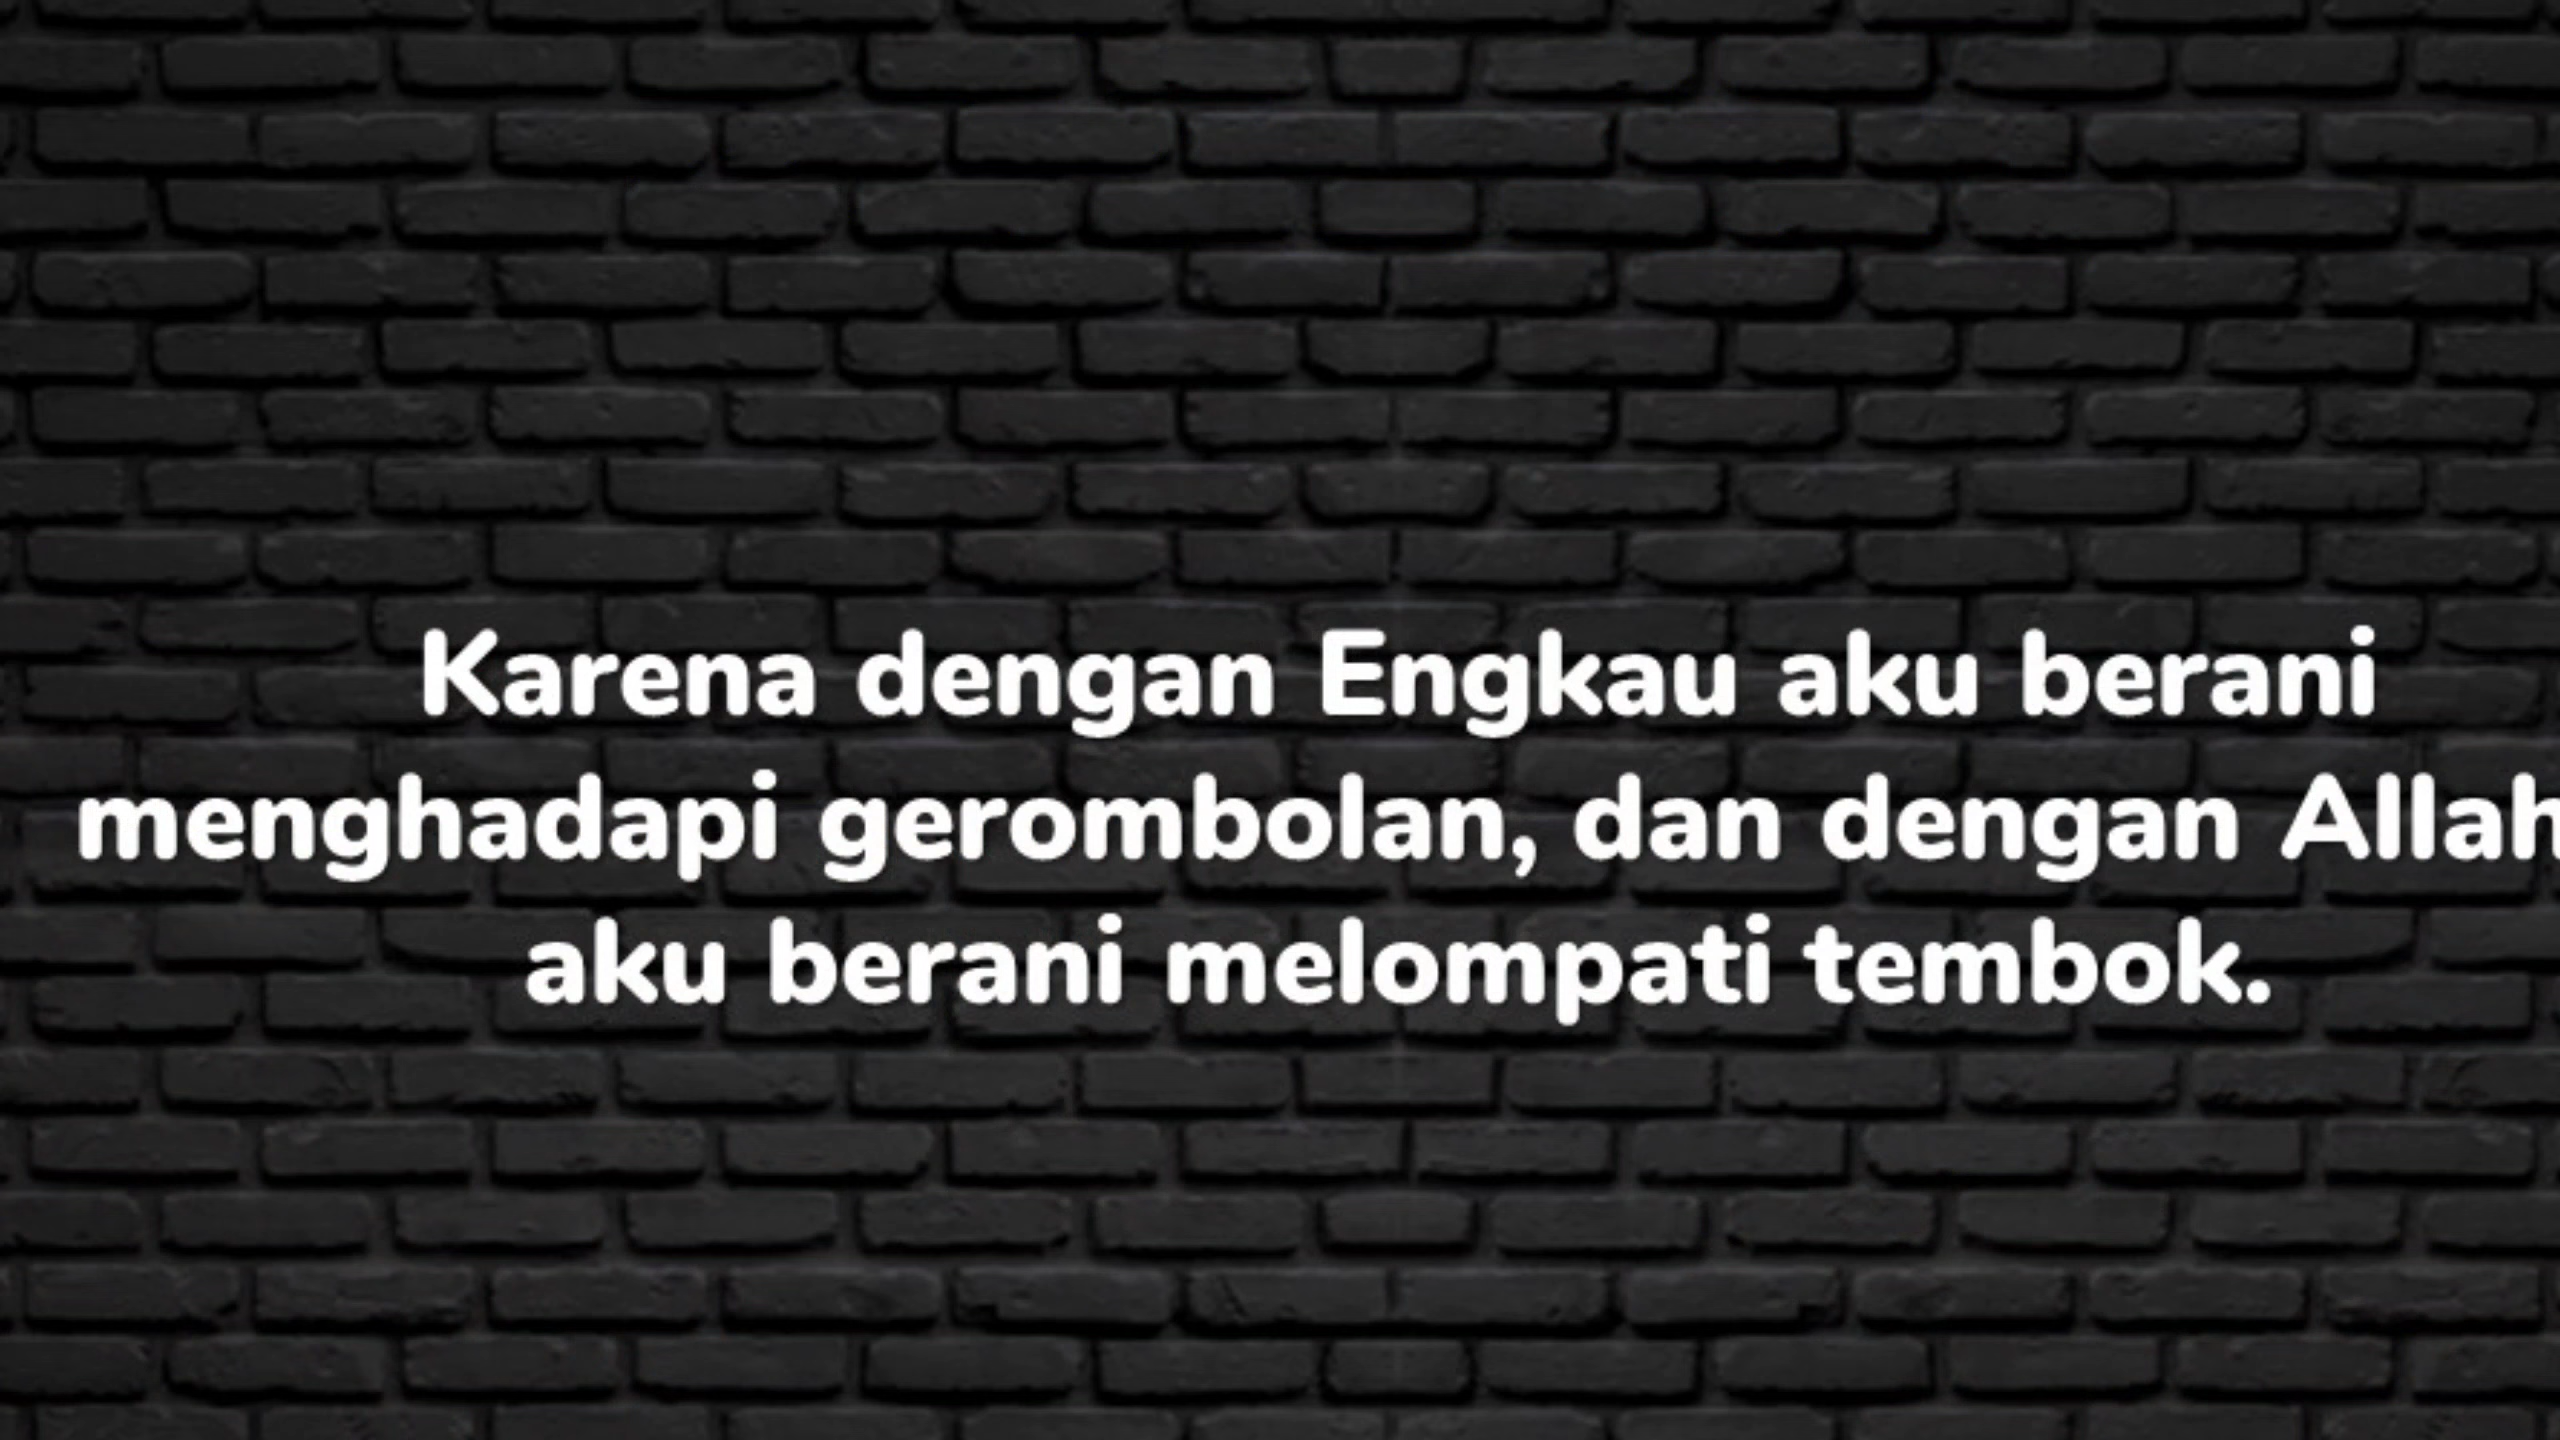 Karena dengan Engkau aku berani
menghadapi gerombolan, dan dengan Allah
aku berani melompati tembok.